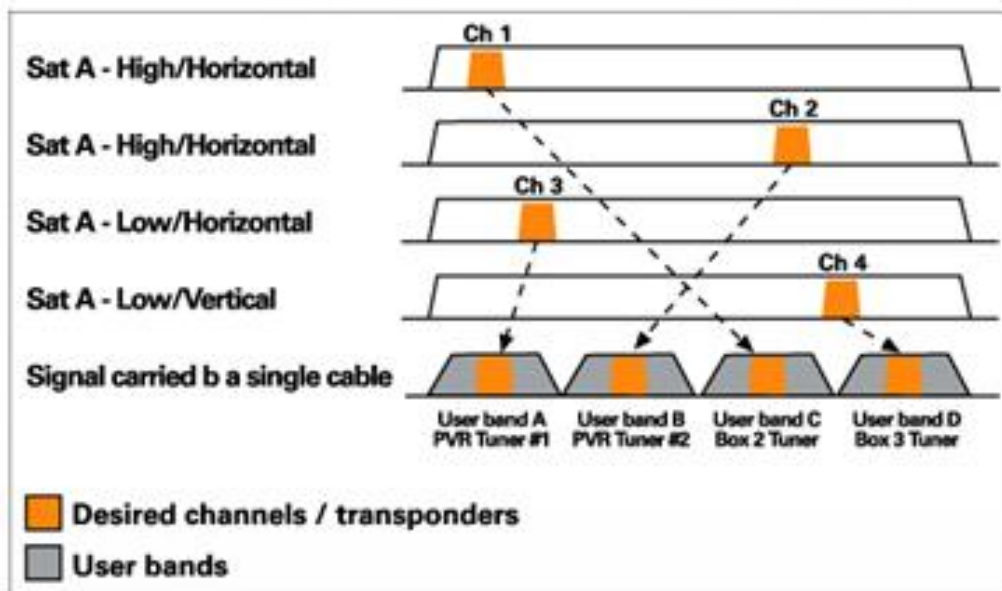 Ch 1
Sat A - High/Horizontal
Ch 2
Sat A - High/Horizontal
Ch 3
Sat A - Low/Horizontal
Ch 4
Sat A - Low/Vertical
Signal carried b a single cable
User band A
PVR Tuner #1
User band B
PVR Tuner #2
User band C
Box 2 Tuner
User band D
Box 3 Tuner
Desired channels / transponders
User bands